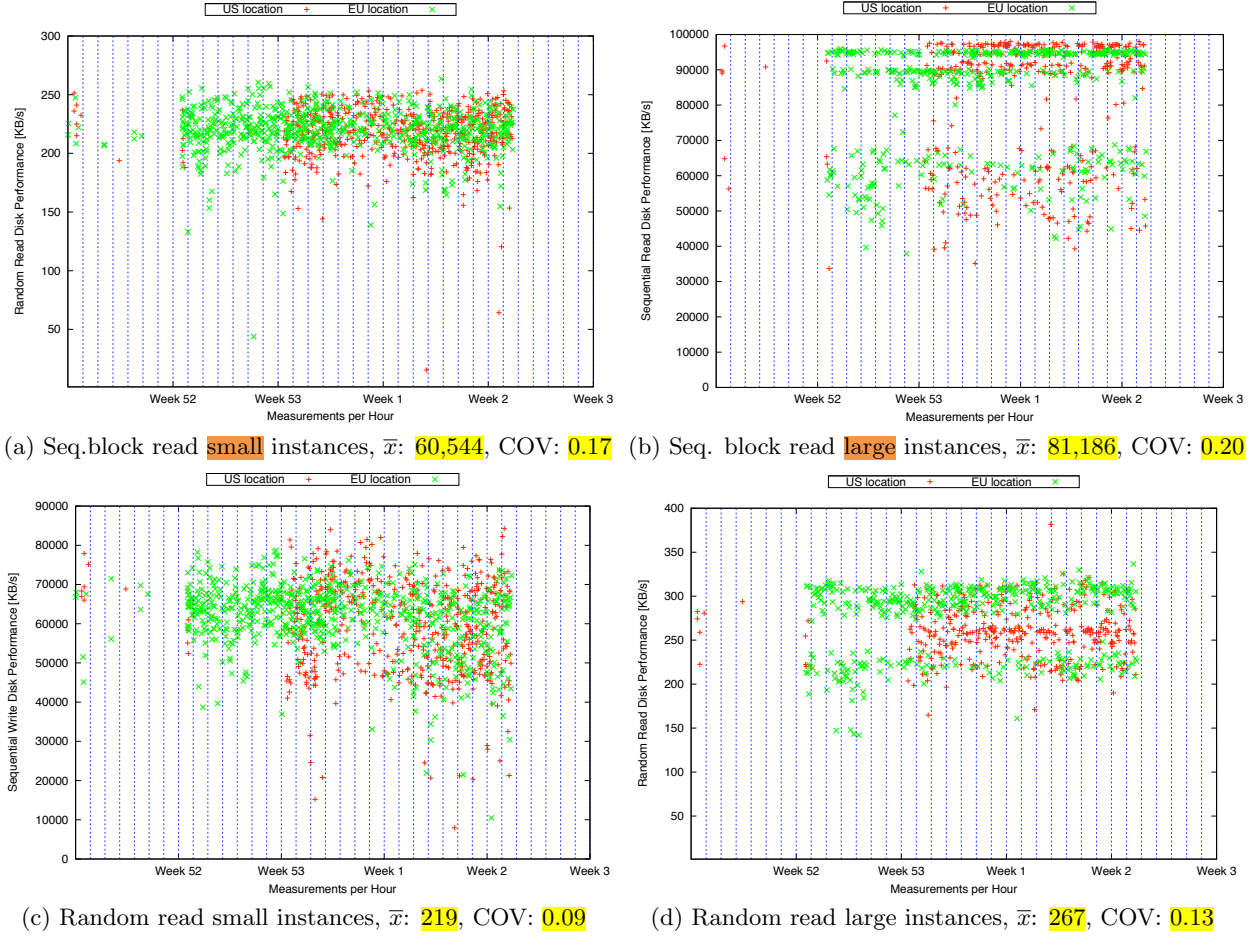 US location + EU location ×
300
250
200
150
100
50
Random Read Disk Performance [KB/s]
Week 52 Week 53 Week 1 Week 2 Week 3
Measurements per Hour
(a) Seq.block read small instances, x̅: 60,544, COV: 0.17
US location + EU location ×
100000
90000
80000
70000
60000
50000
40000
30000
20000
10000
0
Sequential Read Disk Performance [KB/s]
Week 52 Week 53 Week 1 Week 2 Week 3
Measurements per Hour
(b) Seq. block read large instances, x̅: 81,186, COV: 0.20
US location + EU location ×
90000
80000
70000
60000
50000
40000
30000
20000
10000
0
Sequential Write Disk Performance [KB/s]
Week 52 Week 53 Week 1 Week 2 Week 3
Measurements per Hour
(c) Random read small instances, x̅: 219, COV: 0.09
US location + EU location ×
400
350
300
250
200
150
100
50
Random Read Disk Performance [KB/s]
Week 52 Week 53 Week 1 Week 2 Week 3
Measurements per Hour
(d) Random read large instances, x̅: 267, COV: 0.13